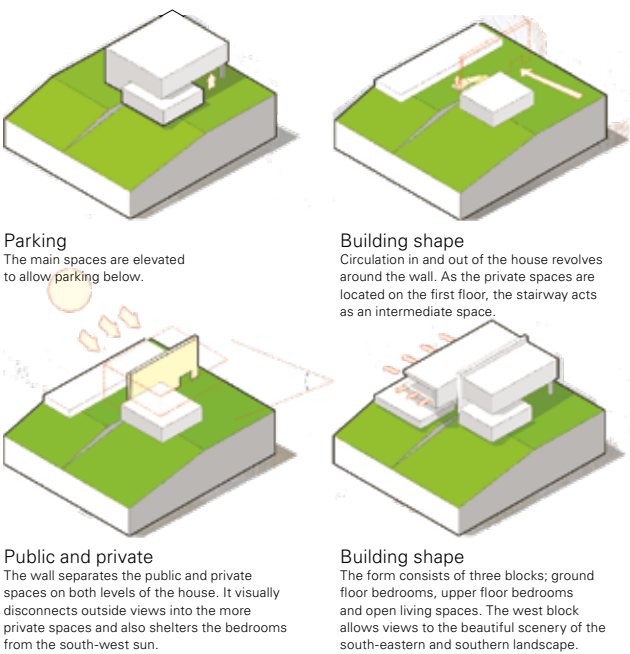 Parking
The main spaces are elevated
to allow parking below.
Building shape
Circulation in and out of the house revolves
around the wall. As the private spaces are
located on the first floor, the stairway acts
as an intermediate space.
Public and private
The wall separates the public and private
spaces on both levels of the house. It visually
disconnects outside views into the more
private spaces and also shelters the bedrooms
from the south-west sun.
Building shape
The form consists of three blocks; ground
floor bedrooms, upper floor bedrooms
and open living spaces. The west block
allows views to the beautiful scenery of the
south-eastern and southern landscape.